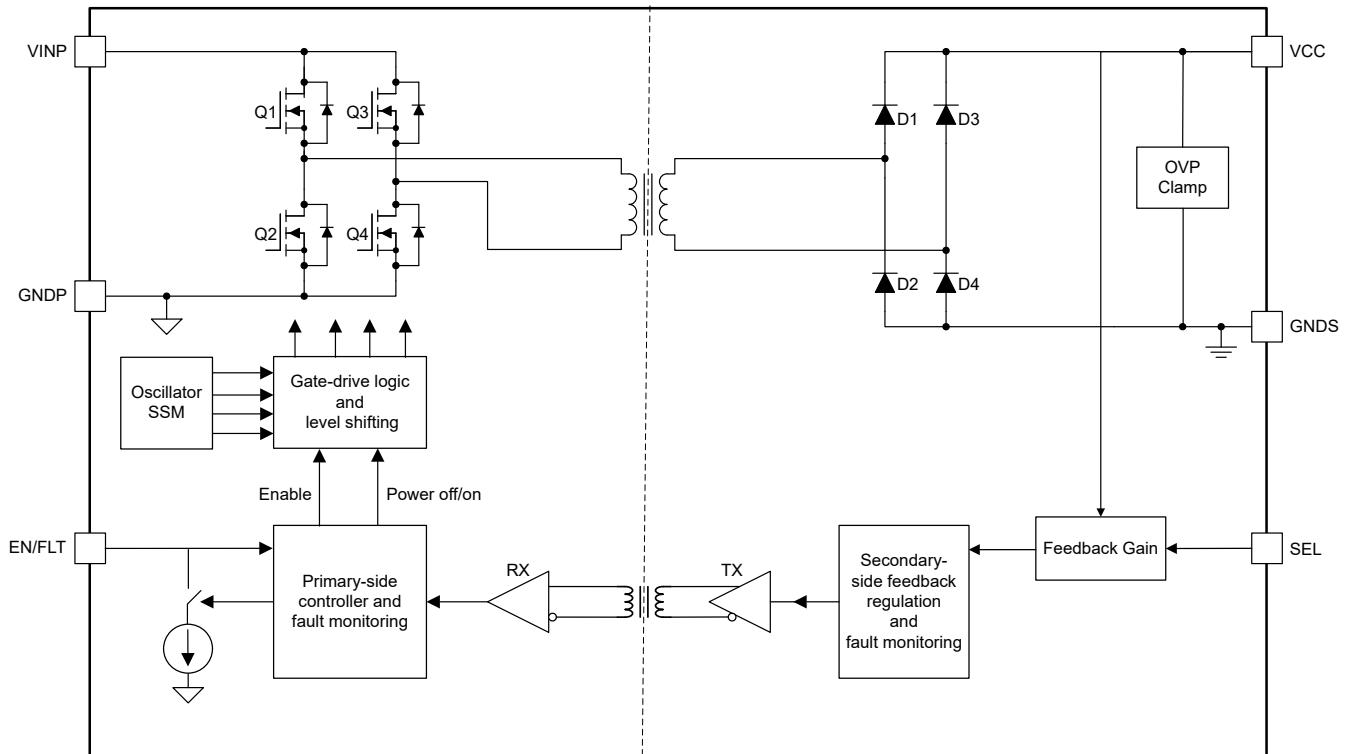 VINP
VCC
Q1
Q3
D1
D3
OVP
Clamp
Q2
Q4
D2
D4
GNDP
GNDS
Oscillator
SSM
Gate-drive logic
and
level shifting
Enable
Power off/on
EN/FLT
Primary-side
controller and
fault monitoring
RX
TX
Secondary-
side feedback
regulation
and
fault monitoring
Feedback Gain
SEL